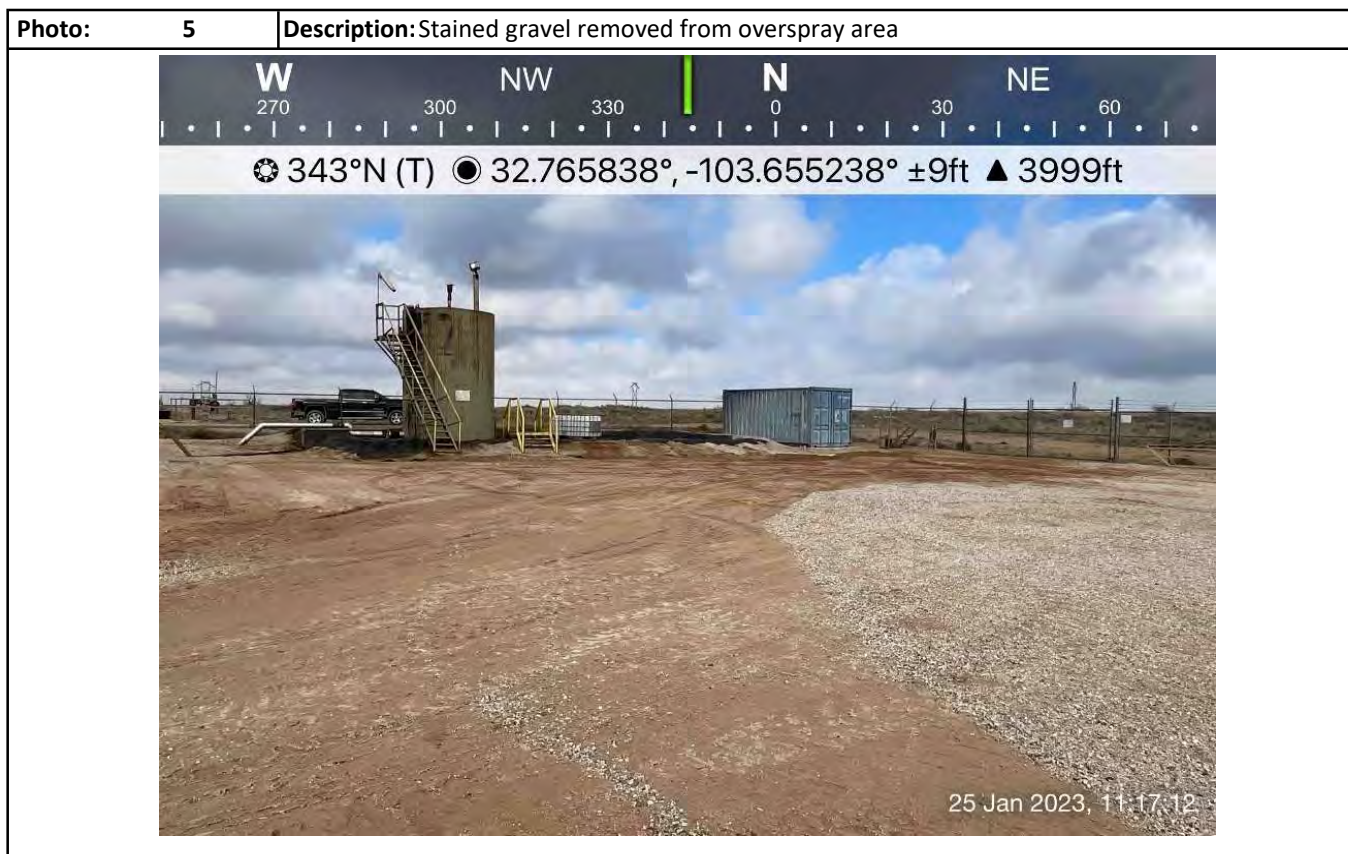 Photo: 5 Description: Stained gravel removed from overspray area
W NW N NE
270 300 330 0 30 60
343°N (T) 32.765838°, -103.655238° ±9ft ▲ 3999ft
25 Jan 2023, 11:17:12